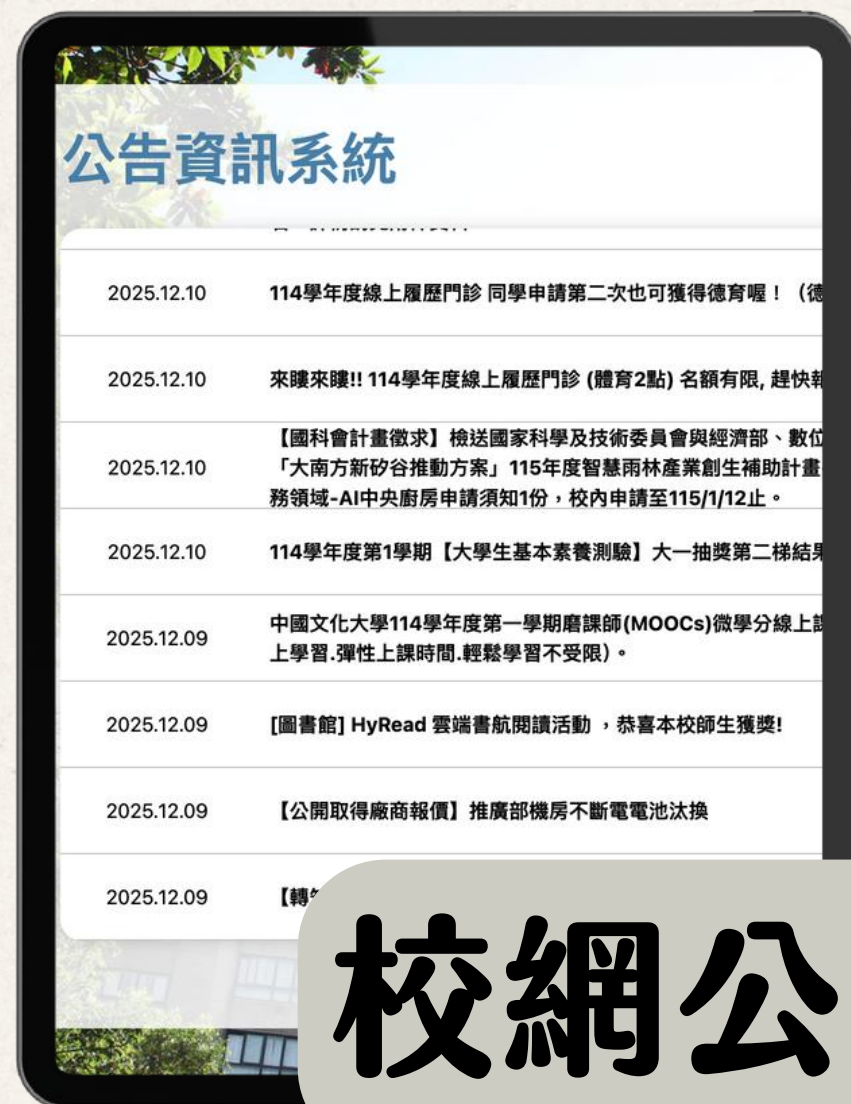 公告資訊系統
2025.12.10
114學年度線上履歷門診 同學申請第二次也可獲得德育喔！（德
2025.12.10
來瞜來瞜!! 114學年度線上履歷門診 (體育2點) 名額有限, 趕快報
2025.12.10
【國科會計畫徵求】檢送國家科學及技術委員會與經濟部、數位
「大南方新矽谷推動方案」115年度智慧雨林產業創生補助計畫
務領域-AI中央廚房申請須知1份，校內申請至115/1/12止。
2025.12.10
114學年度第1學期【大學生基本素養測驗】大一抽獎第二梯結果
2025.12.09
中國文化大學114學年度第一學期磨課師(MOOCs)微學分線上課
上學習.彈性上課時間.輕鬆學習不受限）。
2025.12.09
[圖書館] HyRead 雲端書航閱讀活動 ，恭喜本校師生獲獎!
2025.12.09
【公開取得廠商報價】推廣部機房不斷電電池汰換
2025.12.09
【轉
校網公